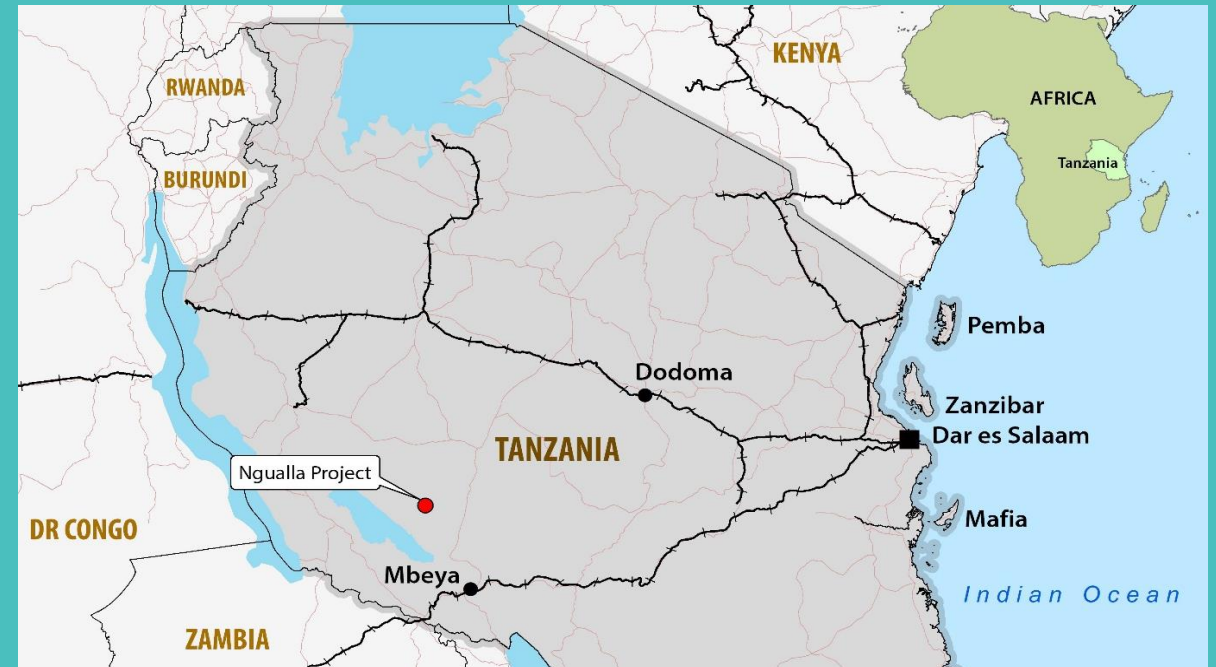 KENYA
RWANDA
AFRICA
Tanzania
BURUNDI
Pemba
Dodoma
Zanzibar
Dar es Salaam
TANZANIA
Ngualla Project
Mafia
DR CONGO
Mbeya
Indian Ocean
ZAMBIA